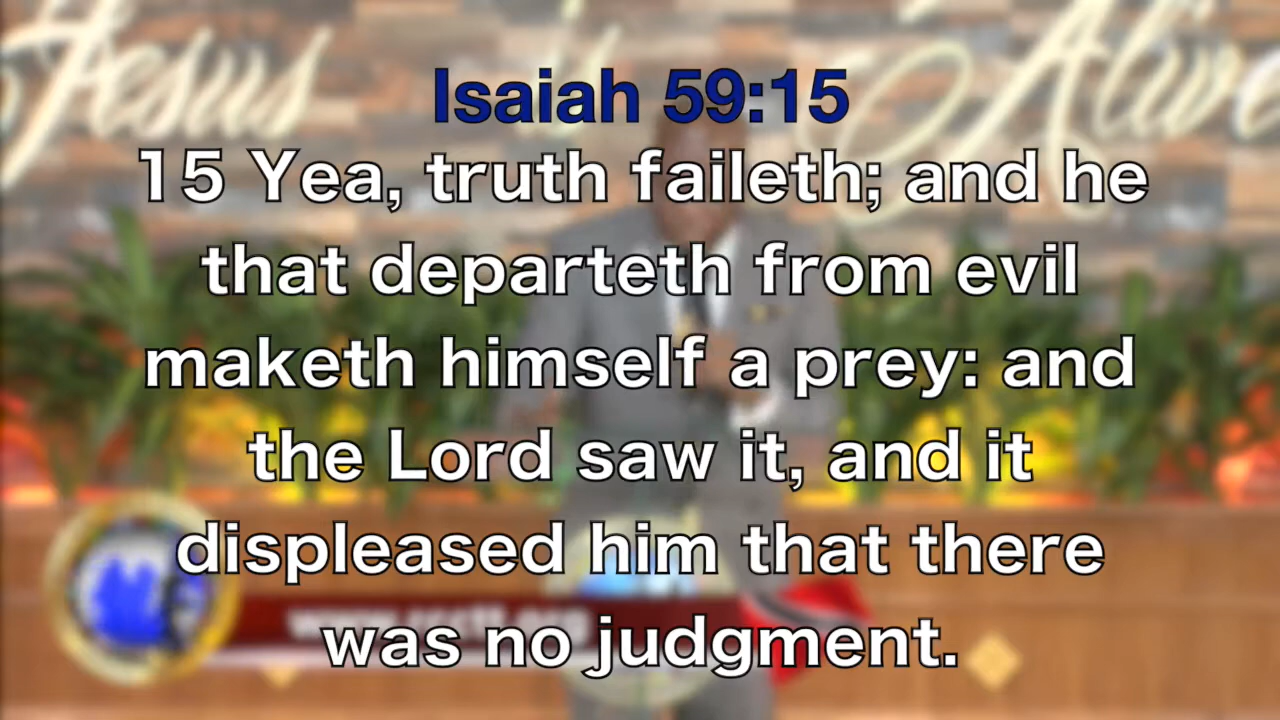 Jesus
Isaiah 59:15
15 Yea, truth faileth; and he
that departeth from evil
maketh himself a prey: and
the Lord saw it, and it
displeased him that there
was no judgment.